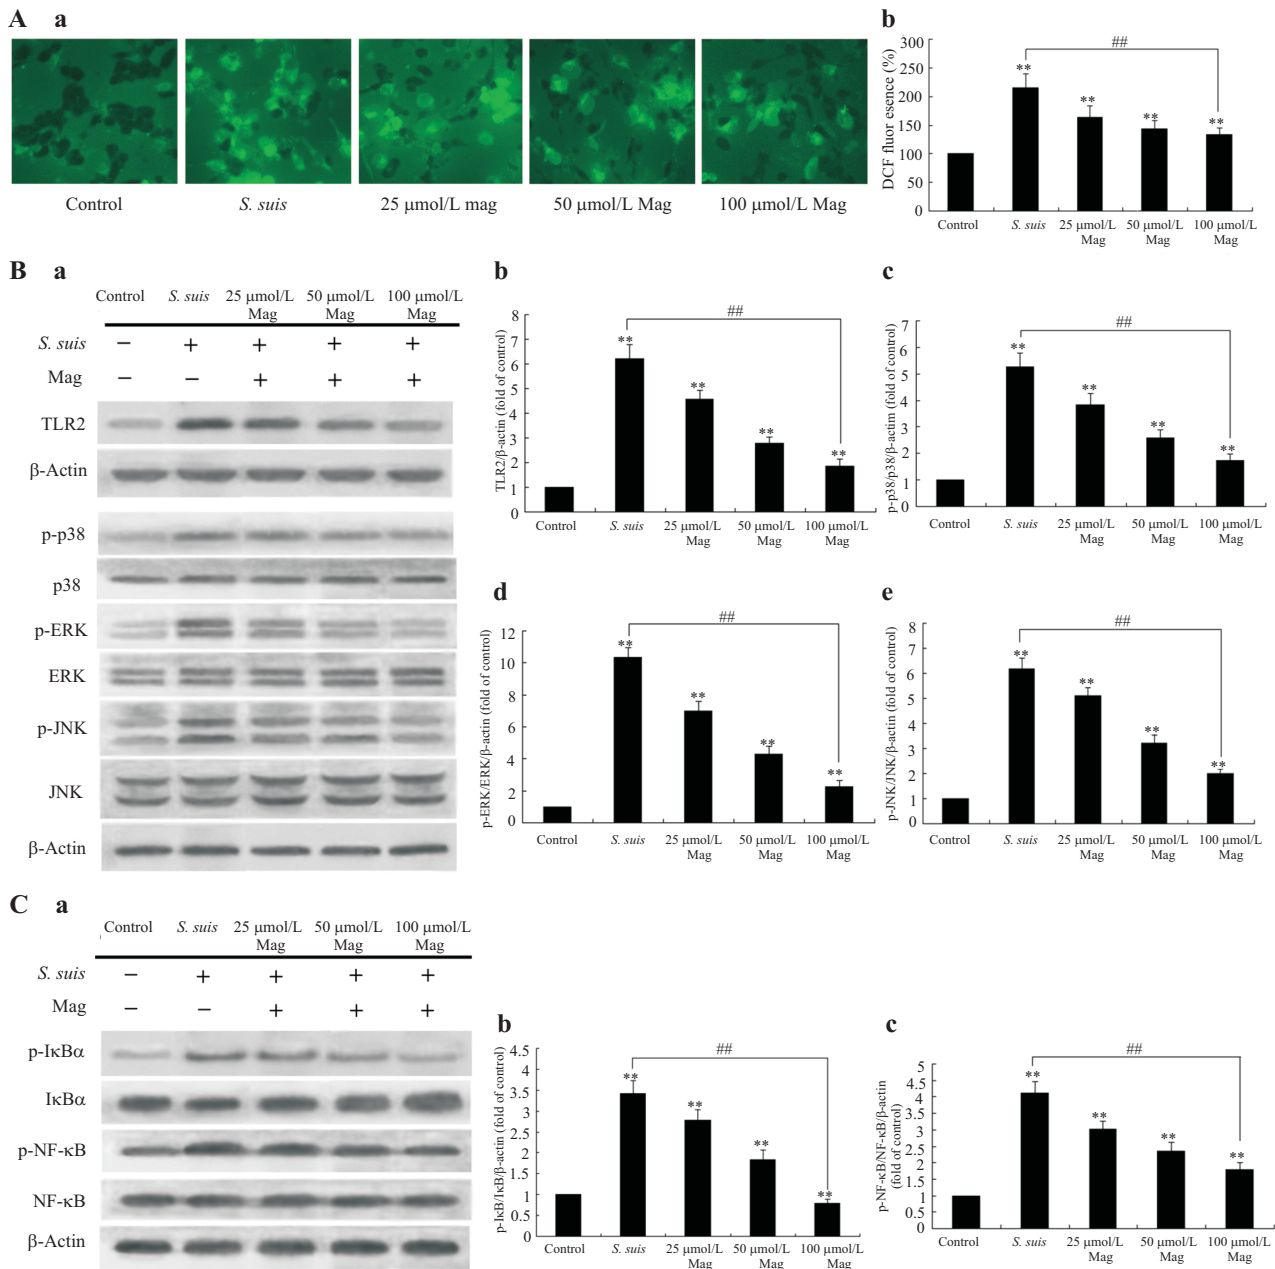 A a
Control
S. suis
25 μmol/L mag
50 μmol/L Mag
100 μmol/L Mag
b
DCF fluor esence (%)
300
250
200
150
100
50
0
##
**
**
**
**
Control
S. suis
25 μmol/L
Mag
50 μmol/L
Mag
100 μmol/L
Mag
B a
Control
S. suis
25 μmol/L
Mag
50 μmol/L
Mag
100 μmol/L
Mag
S. suis − + + + +
Mag − − + + +
TLR2
β-Actin
p-p38
p38
p-ERK
ERK
p-JNK
JNK
β-Actin
b
TLR2/β-actin (fold of control)
8
7
6
5
4
3
2
1
0
##
**
**
**
**
Control
S. suis
25 μmol/L
Mag
50 μmol/L
Mag
100 μmol/L
Mag
c
p-p38/p38/β-actim (fold of control)
7
6
5
4
3
2
1
0
##
**
**
**
**
Control
S. suis
25 μmol/L
Mag
50 μmol/L
Mag
100 μmol/L
Mag
d
p-ERK/ERK/β-actin (fold of control)
12
10
8
6
4
2
0
##
**
**
**
**
Control
S. suis
25 μmol/L
Mag
50 μmol/L
Mag
100 μmol/L
Mag
e
p-JNK/JNK/β-actin (fold of control)
8
7
6
5
4
3
2
1
0
##
**
**
**
**
Control
S. suis
25 μmol/L
Mag
50 μmol/L
Mag
100 μmol/L
Mag
C a
Control
S. suis
25 μmol/L
Mag
50 μmol/L
Mag
100 μmol/L
Mag
S. suis − + + + +
Mag − − + + +
p-IκBα
IκBα
p-NF-κB
NF-κB
β-Actin
b
p-IκB/IκB/β-actin (fold of control)
4.5
4
3.5
3
2.5
2
1.5
1
0.5
0
##
**
**
**
**
Control
S. suis
25 μmol/L
Mag
50 μmol/L
Mag
100 μmol/L
Mag
c
p-NF-κB/NF-κB/β-actin
(fold of control)
5
4.5
4
3.5
3
2.5
2
1.5
1
0.5
0
##
**
**
**
**
Control
S. suis
25 μmol/L
Mag
50 μmol/L
Mag
100 μmol/L
Mag